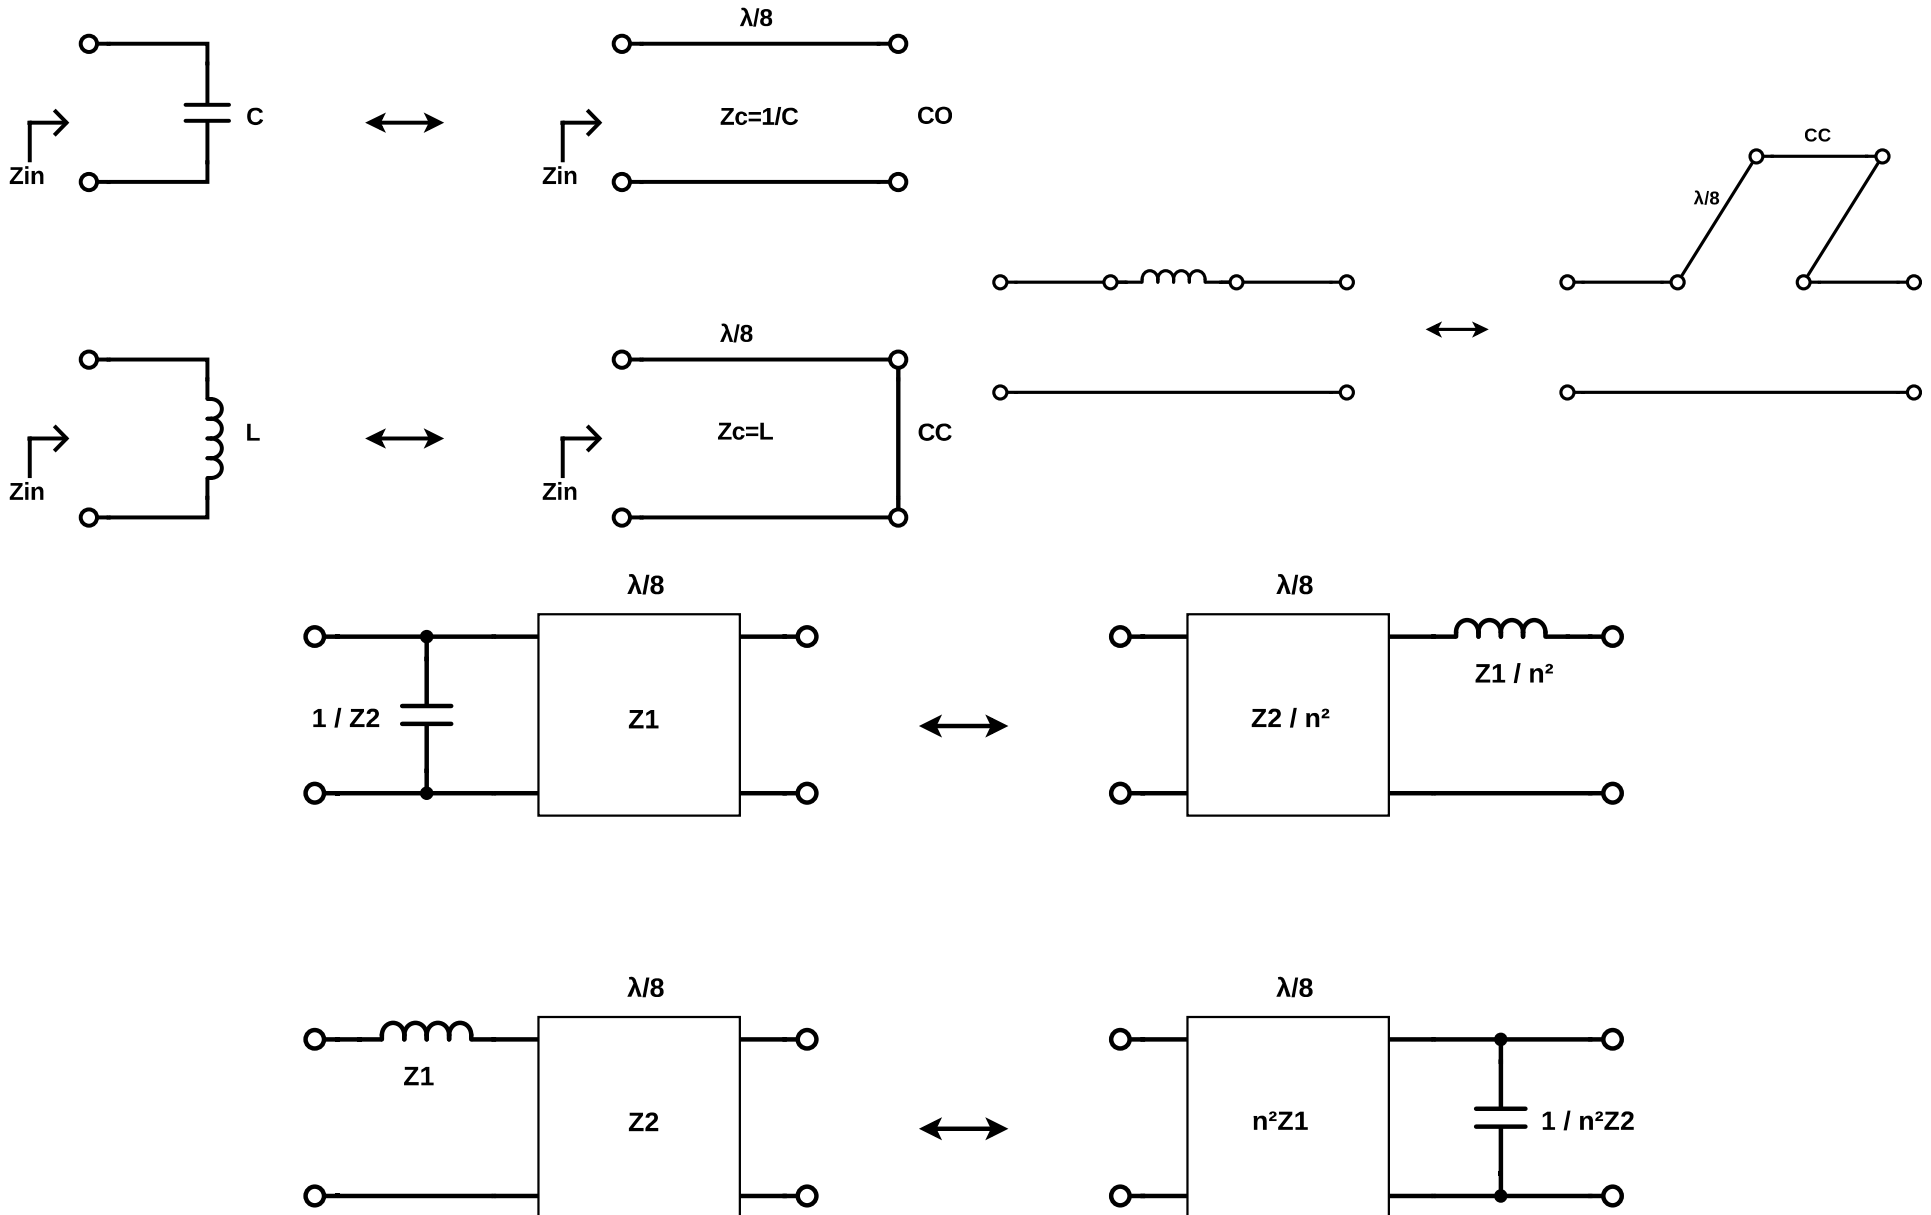 λ/8
C
Zc=1/C
CO
Zin
Zin
CC
λ/8
λ/8
L
Zc=L
CC
Zin
Zin
λ/8
λ/8
Z1 / n²
1 / Z2
Z1
Z2 / n²
λ/8
λ/8
Z1
Z2
n²Z1
1 / n²Z2